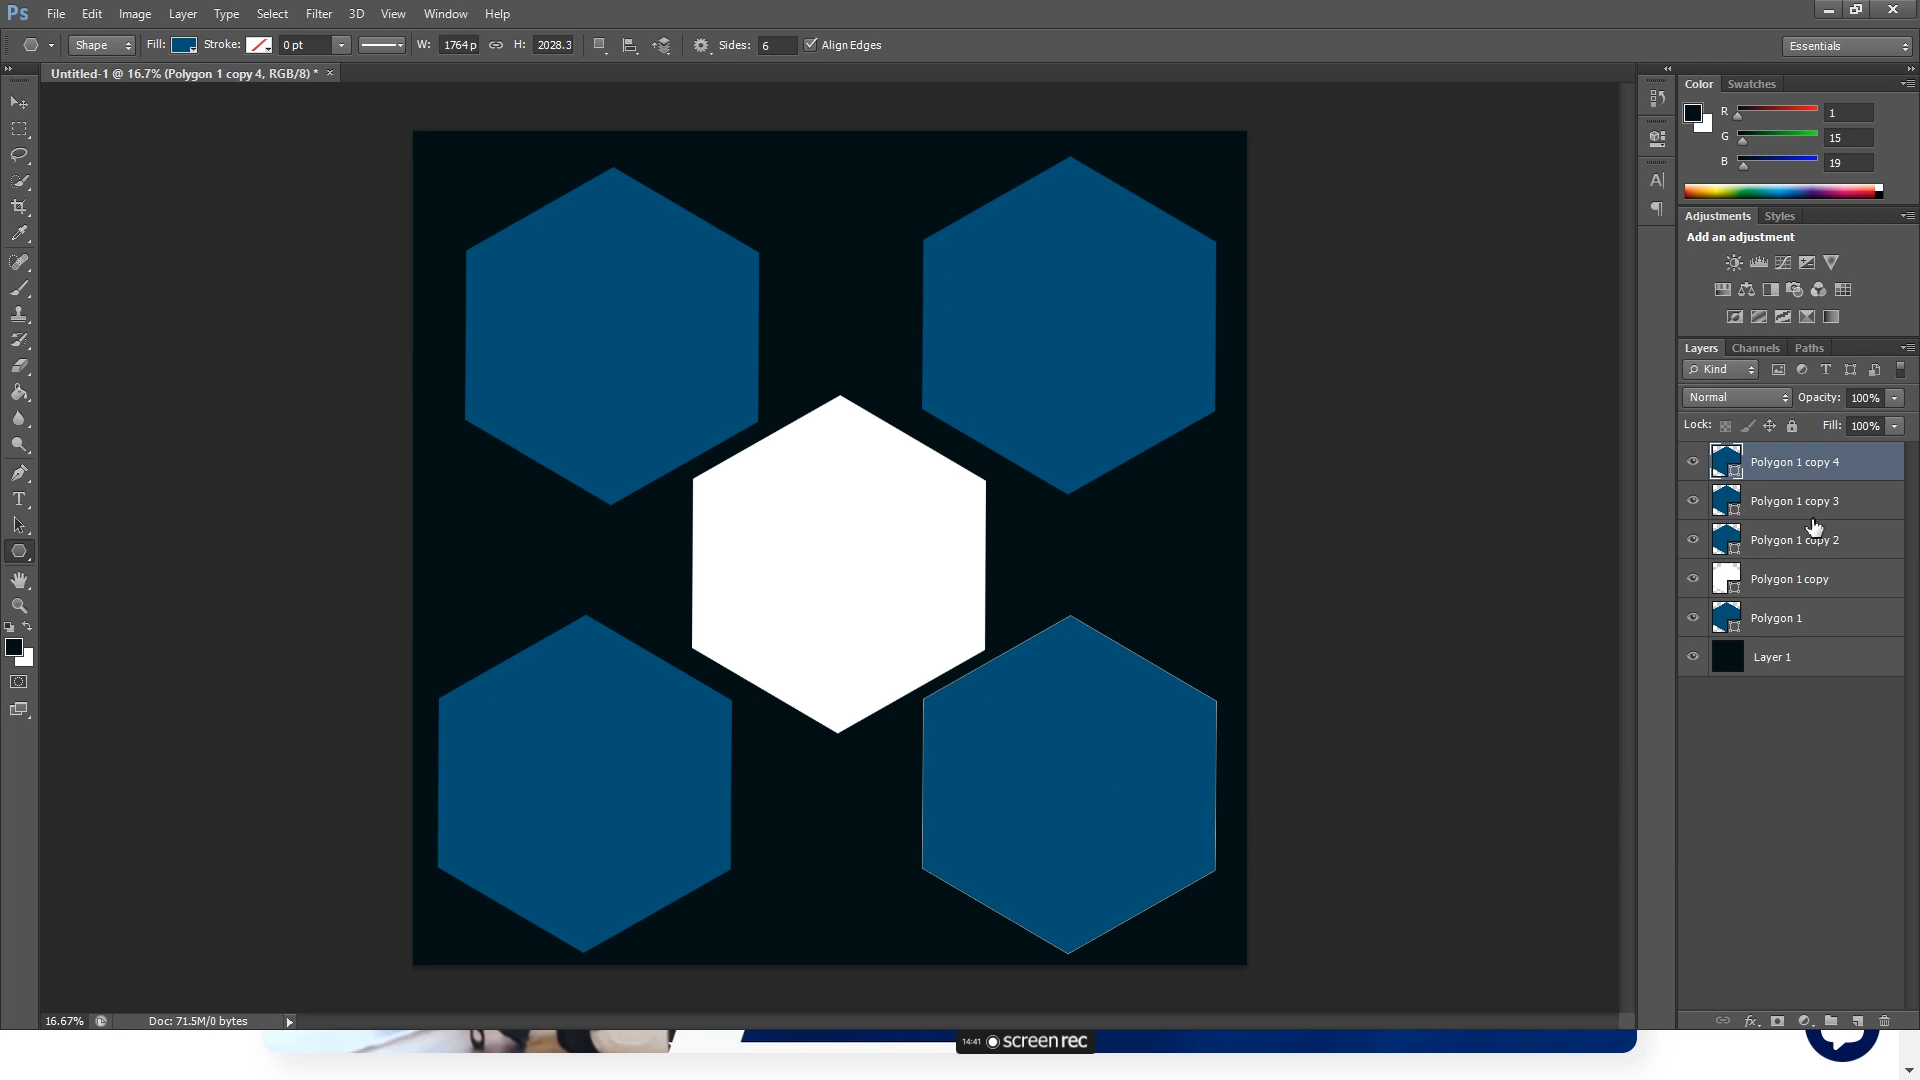 Ps File Edit Image Layer Type Select Filter 3D View Window Help
Shape Fill: Stroke: 0 pt W: 1764 p H: 2028.3 Sides: 6 Align Edges Essentials
Untitled-1 @ 16.7% (Polygon 1 copy 4, RGB/8) * ×
Color Swatches
R 1
G 15
B 19
Adjustments Styles
Add an adjustment
Layers Channels Paths
Kind
Normal Opacity: 100%
Lock: Fill: 100%
Polygon 1 copy 4
Polygon 1 copy 3
Polygon 1 copy 2
Polygon 1 copy
Polygon 1
Layer 1
16.67% Doc: 71.5M/0 bytes
fx
14:41 screenrec